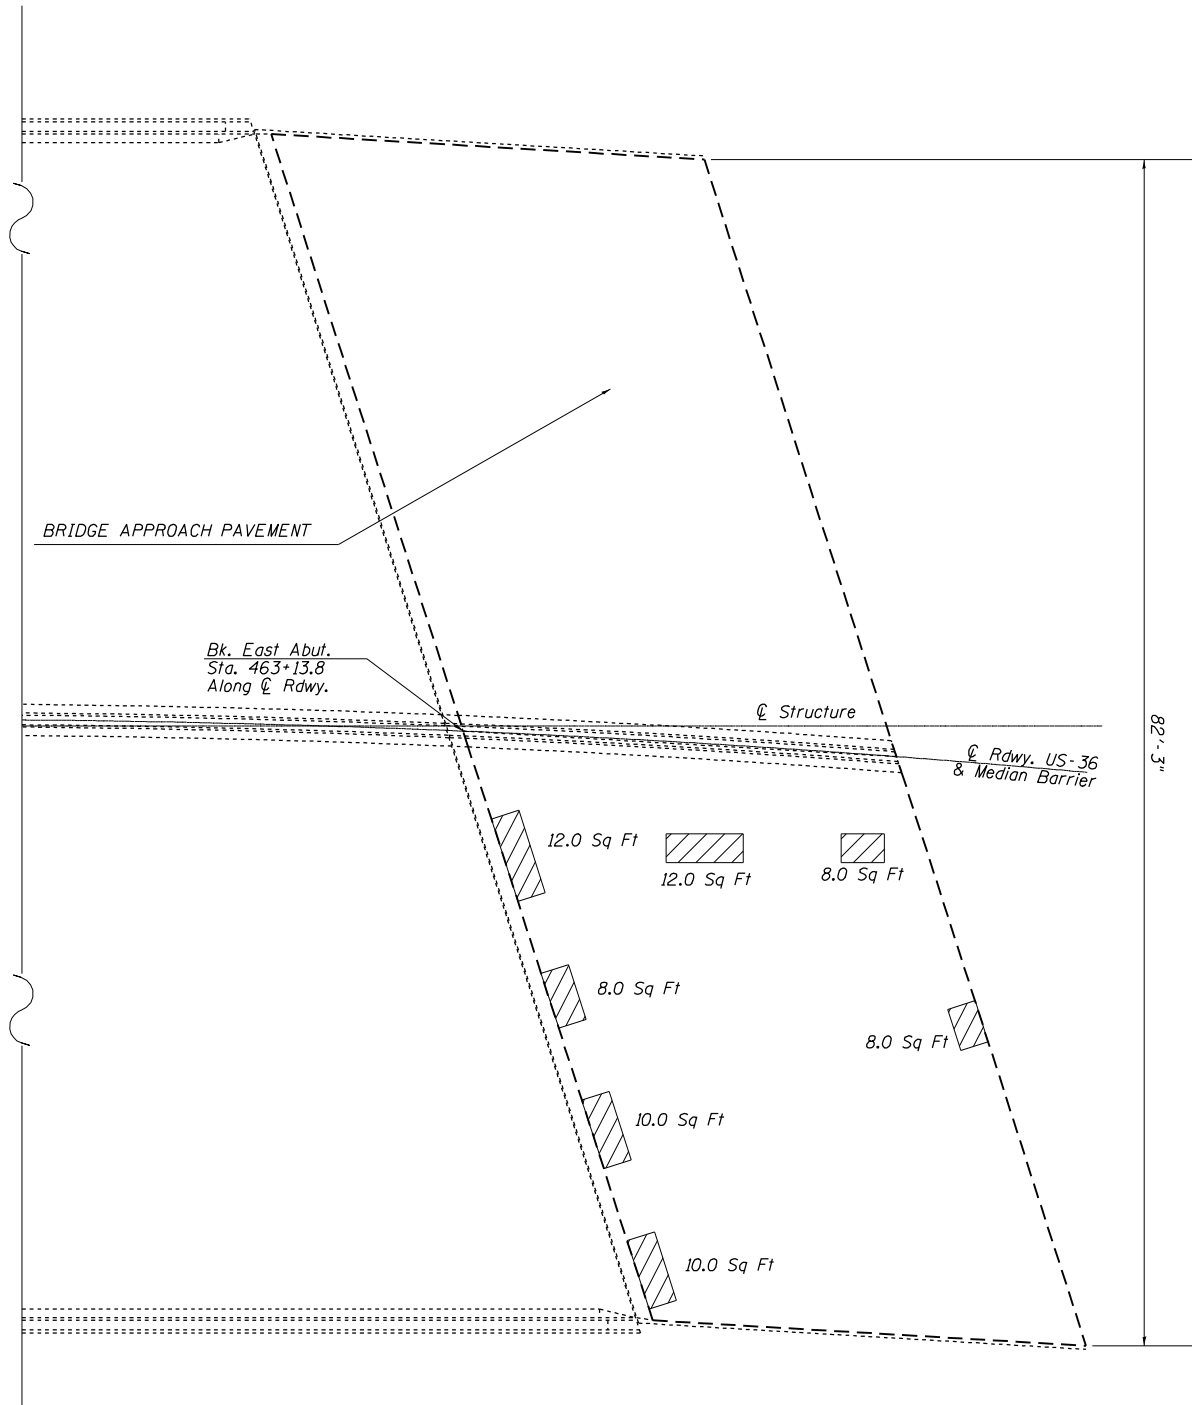 BRIDGE APPROACH PAVEMENT
Bk. East Abut.
Sta. 463+13.8
Along ℄ Rdwy.
℄ Structure
℄ Rdwy. US-36
& Median Barrier
82'-3"
12.0 Sq Ft
12.0 Sq Ft
8.0 Sq Ft
8.0 Sq Ft
8.0 Sq Ft
10.0 Sq Ft
10.0 Sq Ft